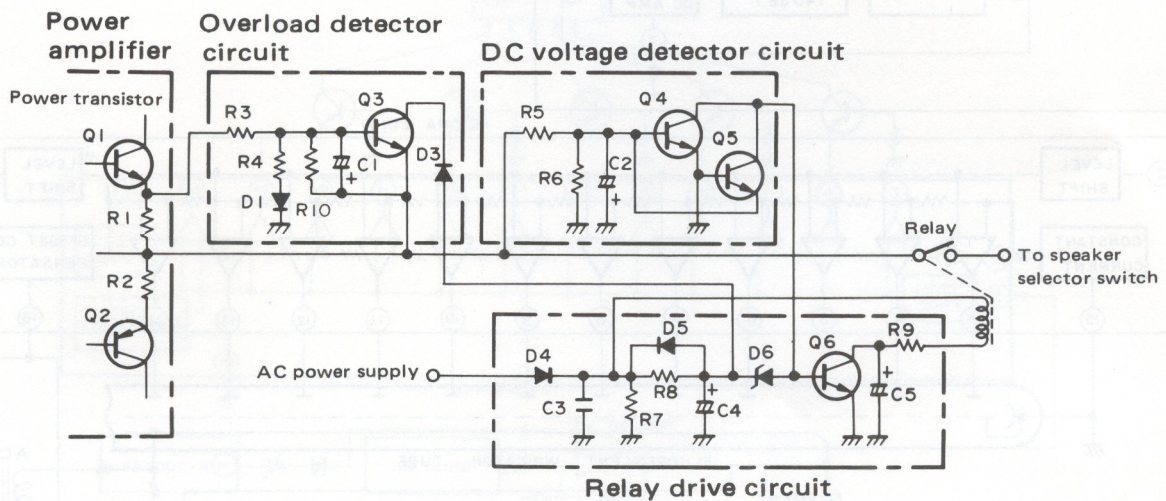 Power
amplifier
Overload detector
circuit
DC voltage detector circuit
Power transistor
Q1
R1
R2
Q2
R3
R4
D1
R10
C1
+
Q3
D3
R5
R6
C2
+
Q4
Q5
Relay
To speaker
selector switch
AC power supply
D4
C3
D5
R8
R7
+
C4
D6
Q6
+
C5
R9
Relay drive circuit